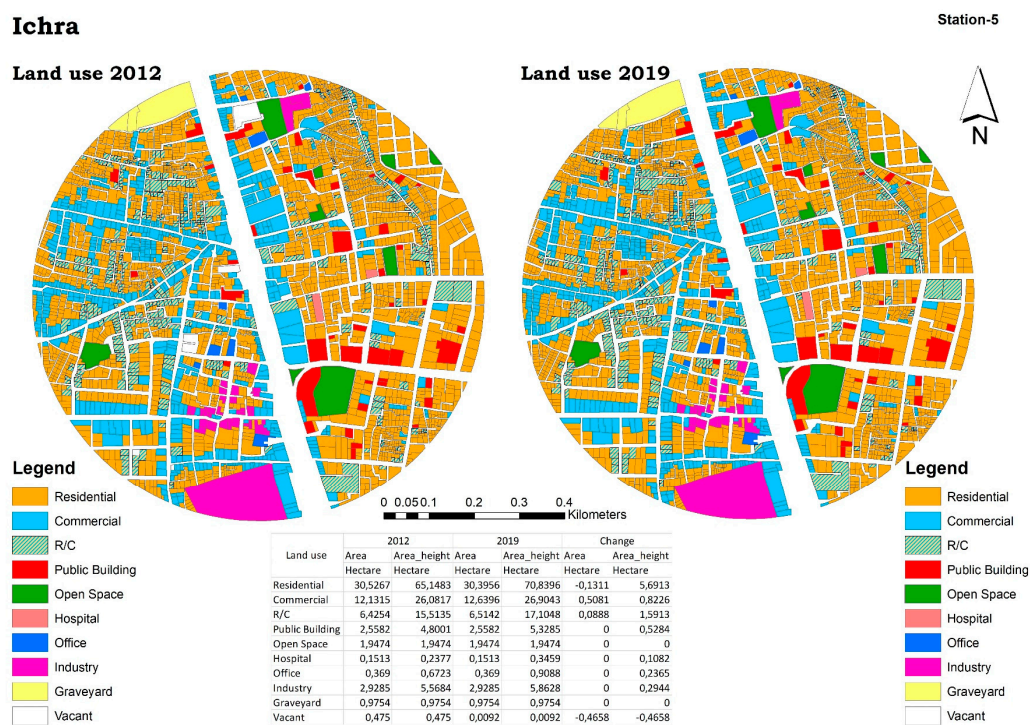 Ichra
Station-5
Land use 2012
Land use 2019
N
Legend
Residential
Commercial
R/C
Public Building
Open Space
Hospital
Office
Industry
Graveyard
Vacant
0 0.050.1 0.2 0.3 0.4
Kilometers
Land use 2012 2019 Change
Area Area_height Area Area_height Area Area_height
Hectare Hectare Hectare Hectare Hectare Hectare
Residential 30,5267 65,1483 30,3956 70,8396 -0,1311 5,6913
Commercial 12,1315 26,0817 12,6396 26,9043 0,5081 0,8226
R/C 6,4254 15,5135 6,5142 17,1048 0,0888 1,5913
Public Building 2,5582 4,8001 2,5582 5,3285 0 0,5284
Open Space 1,9474 1,9474 1,9474 1,9474 0 0
Hospital 0,1513 0,2377 0,1513 0,3459 0 0,1082
Office 0,369 0,6723 0,369 0,9088 0 0,2365
Industry 2,9285 5,5684 2,9285 5,8628 0 0,2944
Graveyard 0,9754 0,9754 0,9754 0,9754 0 0
Vacant 0,475 0,475 0,0092 0,0092 -0,4658 -0,4658
Legend
Residential
Commercial
R/C
Public Building
Open Space
Hospital
Office
Industry
Graveyard
Vacant